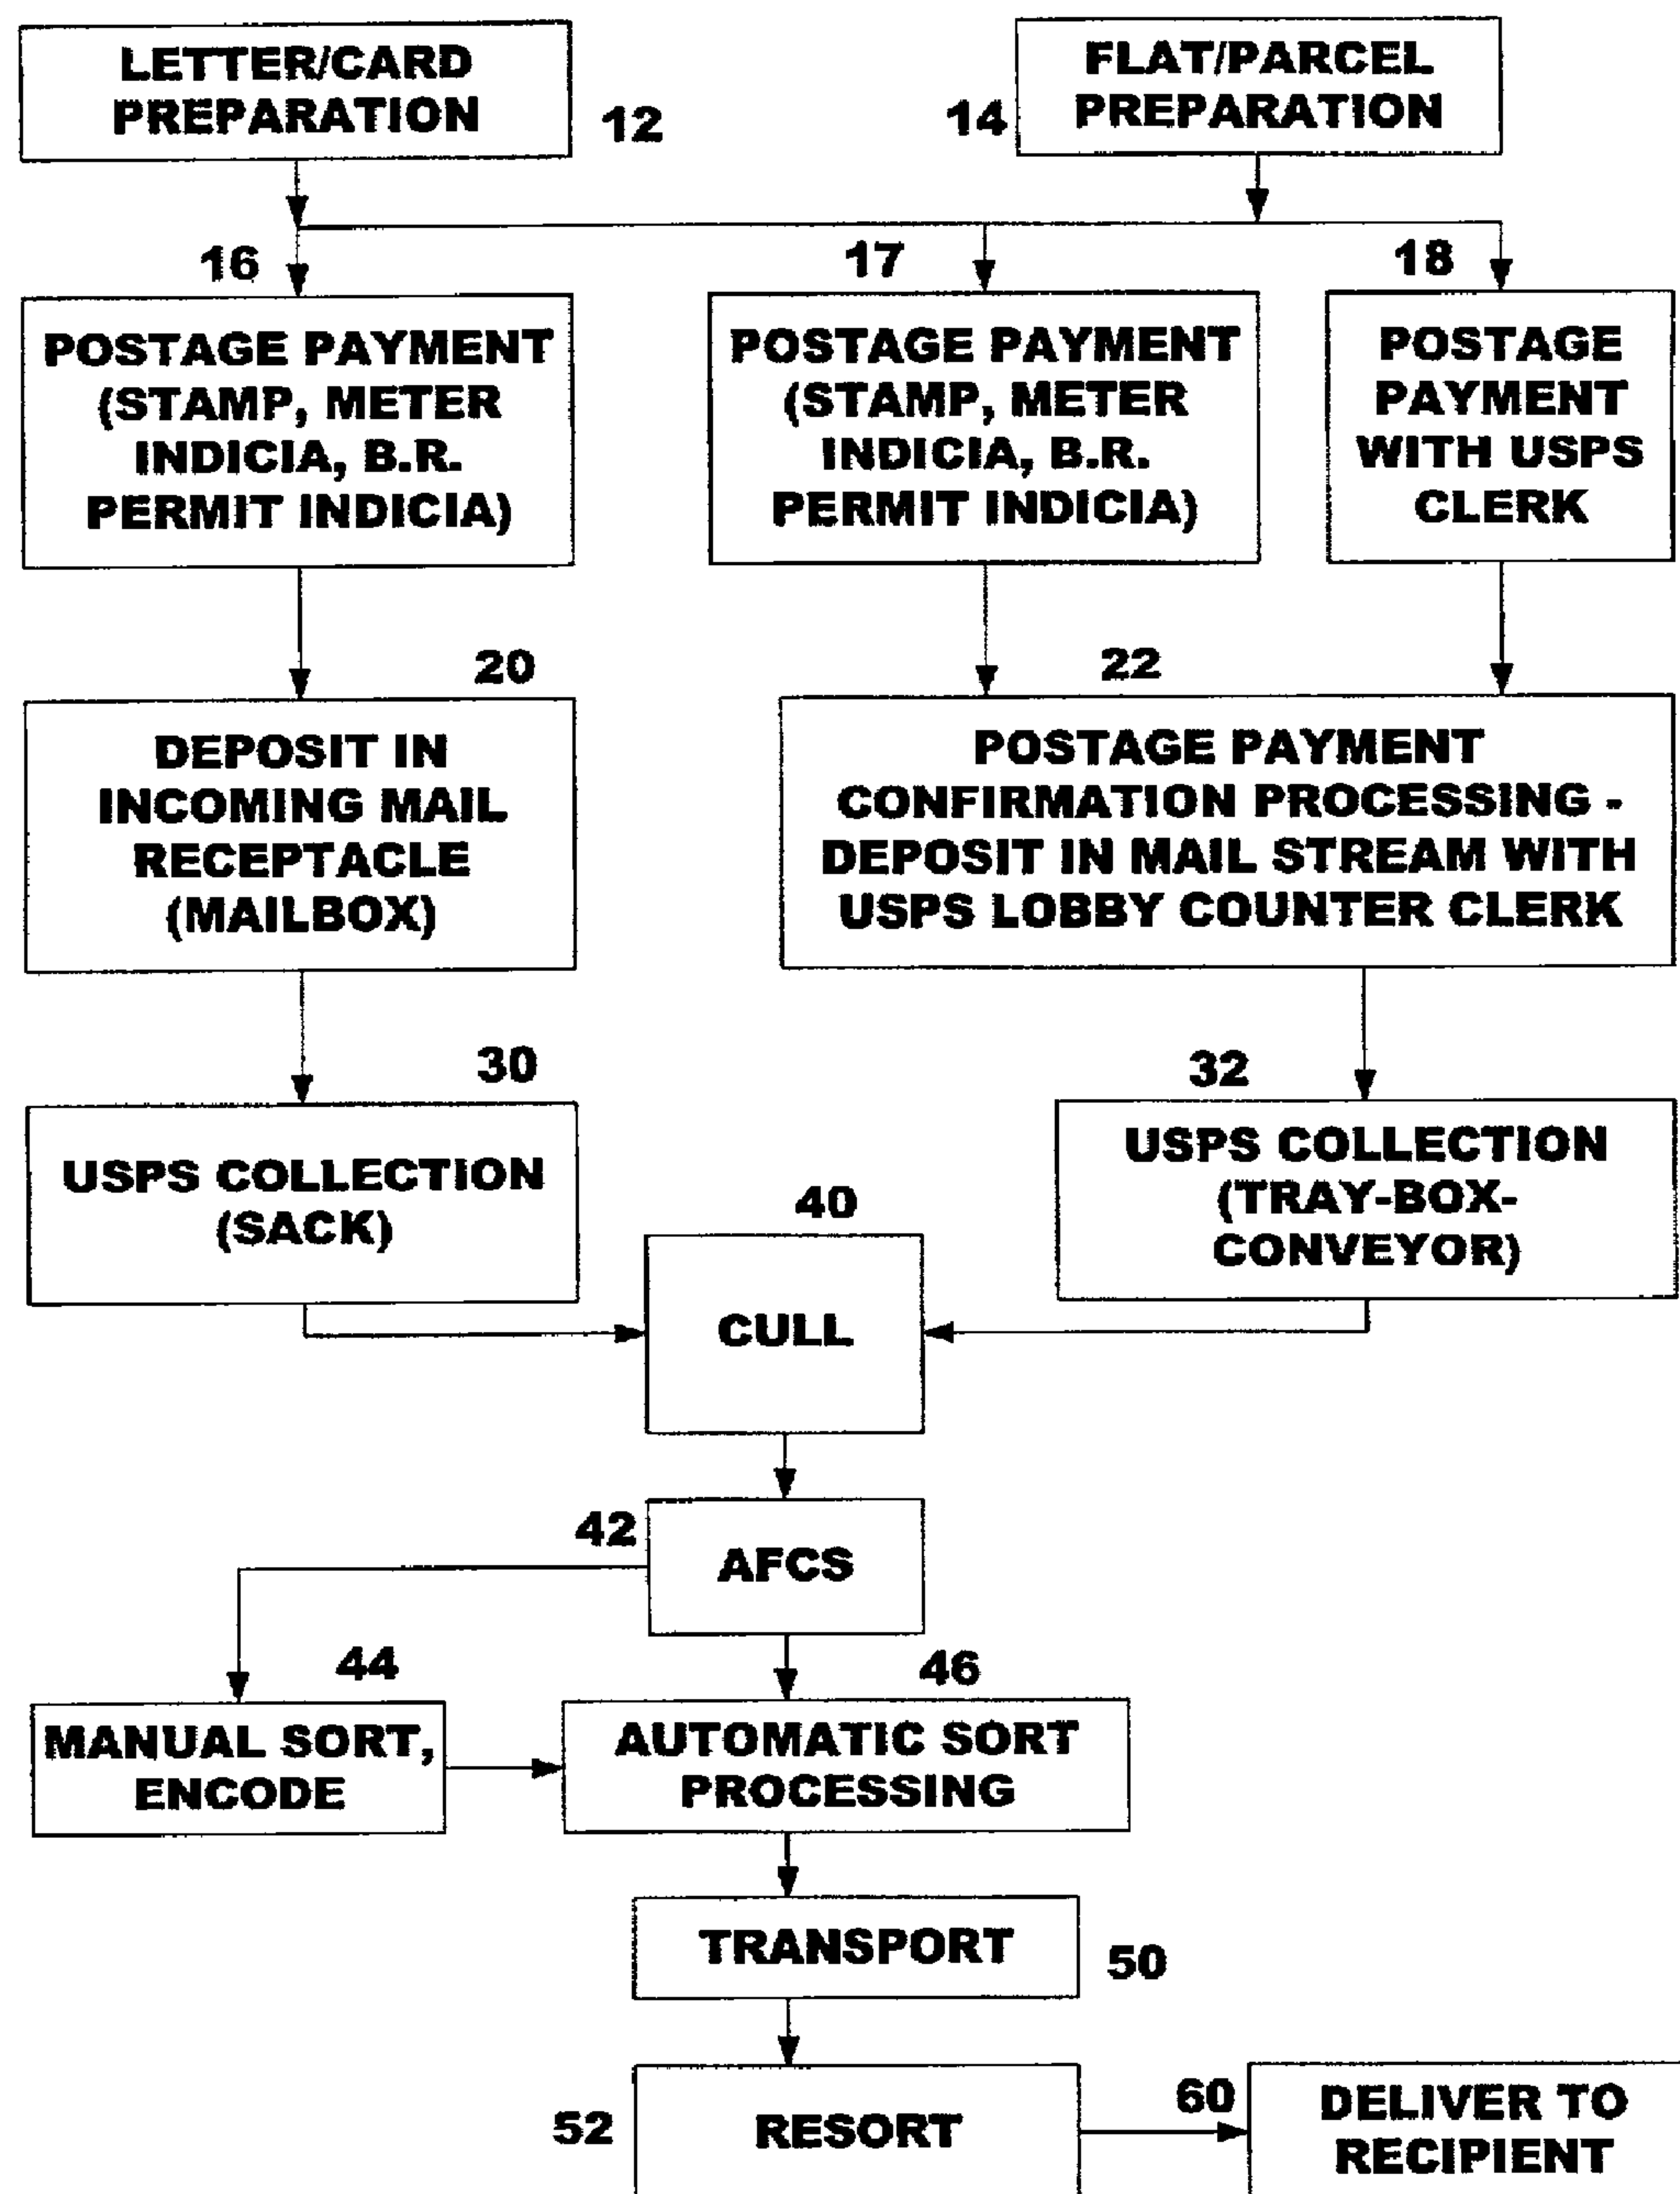 LETTER/CARD
PREPARATION
12
14
FLAT/PARCEL
PREPARATION
16
17
18
POSTAGE PAYMENT
(STAMP, METER
INDICIA, B.R.
PERMIT INDICIA)
POSTAGE PAYMENT
(STAMP, METER
INDICIA, B.R.
PERMIT INDICIA)
POSTAGE
PAYMENT
WITH USPS
CLERK
20
22
DEPOSIT IN
INCOMING MAIL
RECEPTACLE
(MAILBOX)
POSTAGE PAYMENT
CONFIRMATION PROCESSING -
DEPOSIT IN MAIL STREAM WITH
USPS LOBBY COUNTER CLERK
30
32
USPS COLLECTION
(SACK)
USPS COLLECTION
(TRAY-BOX-
CONVEYOR)
40
CULL
42
AFCS
44
46
MANUAL SORT,
ENCODE
AUTOMATIC SORT
PROCESSING
TRANSPORT
50
52
RESORT
60
DELIVER TO
RECIPIENT